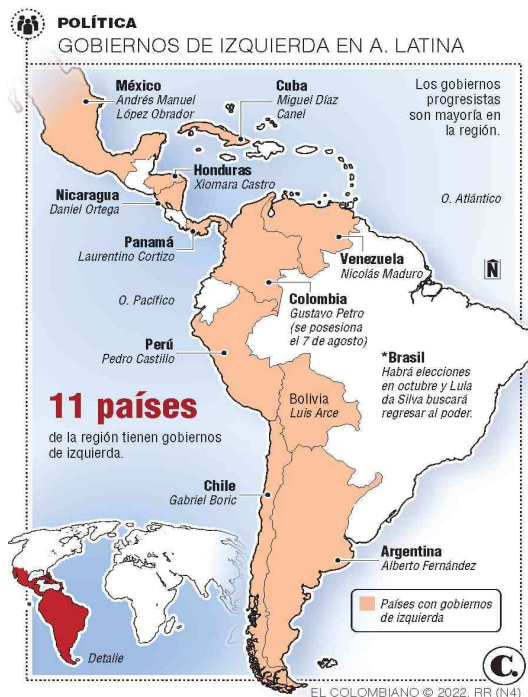 POLÍTICA
GOBIERNOS DE IZQUIERDA EN A. LATINA
México
Andrés Manuel
López Obrador
Cuba
Miguel Díaz
Canel
Los gobiernos
progresistas
son mayoría en
la región.
Honduras
Xiomara Castro
Nicaragua
Daniel Ortega
O. Atlántico
Panamá
Laurentino Cortizo
Venezuela
Nicolás Maduro
N
O. Pacífico
Colombia
Gustavo Petro
(se posesiona
el 7 de agosto)
Perú
Pedro Castillo
*Brasil
Habrá elecciones
en octubre y Lula
da Silva buscará
regresar al poder.
11 países
de la región tienen gobiernos
de izquierda.
Bolivia
Luis Arce
Chile
Gabriel Boric
Argentina
Alberto Fernández
Países con gobiernos
de izquierda
Detalle
C.
EL COLOMBIANO © 2022. RR (N4)